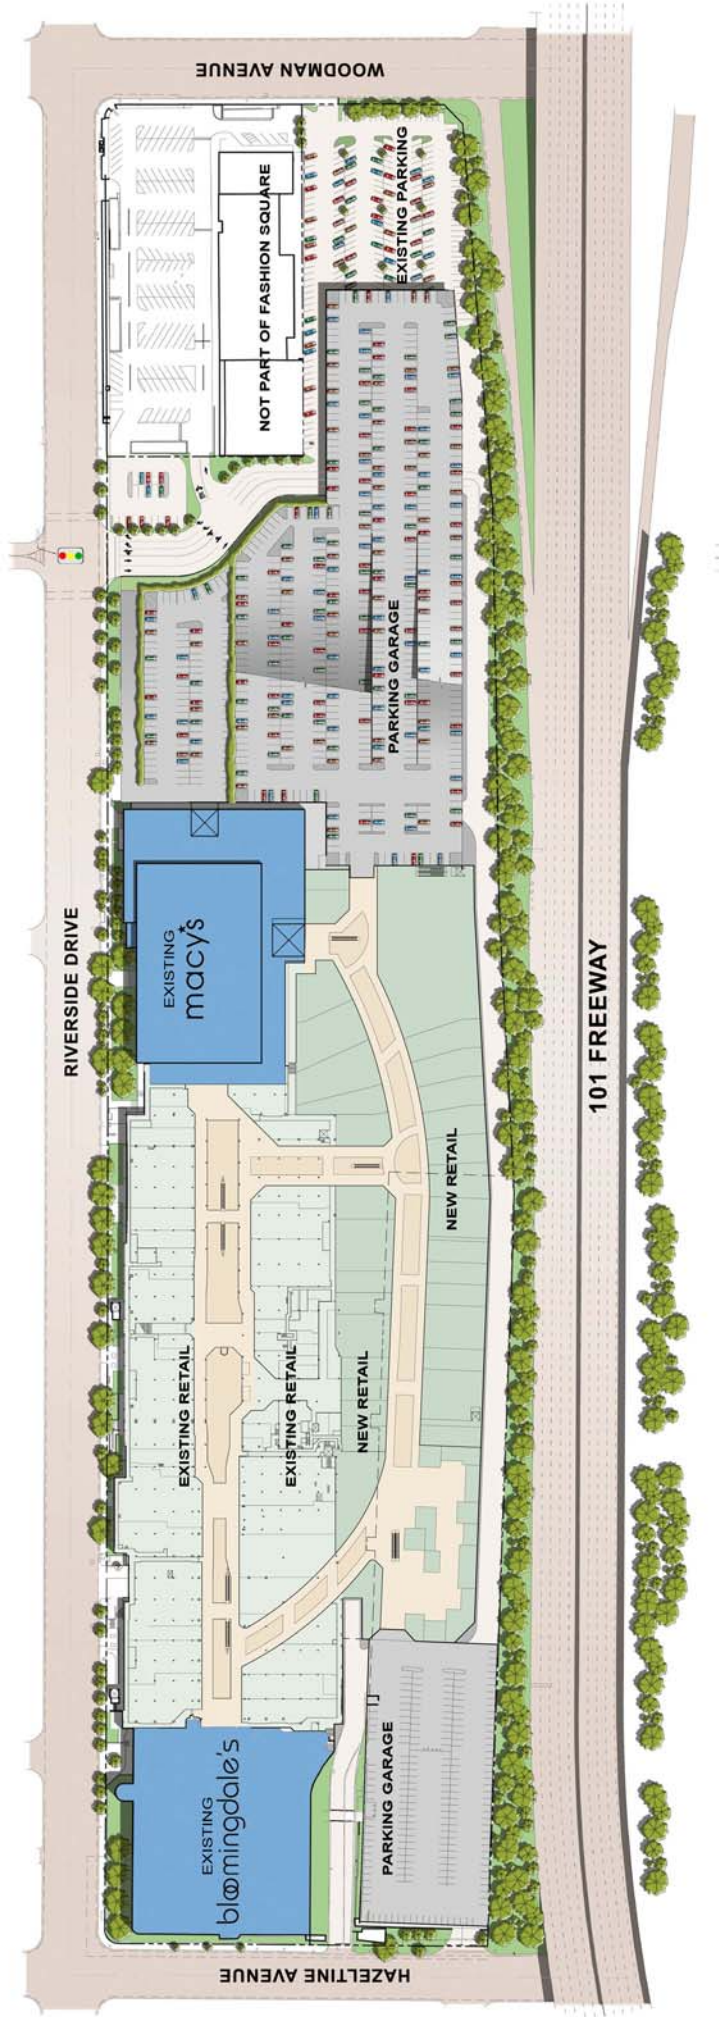 WOODMAN AVENUE
NOT PART OF FASHION SQUARE
EXISTING PARKING
PARKING GARAGE
RIVERSIDE DRIVE
EXISTING
macy's
101 FREEWAY
NEW RETAIL
EXISTING RETAIL
EXISTING RETAIL
NEW RETAIL
EXISTING
bloomingdale's
PARKING GARAGE
HAZELTINE AVENUE